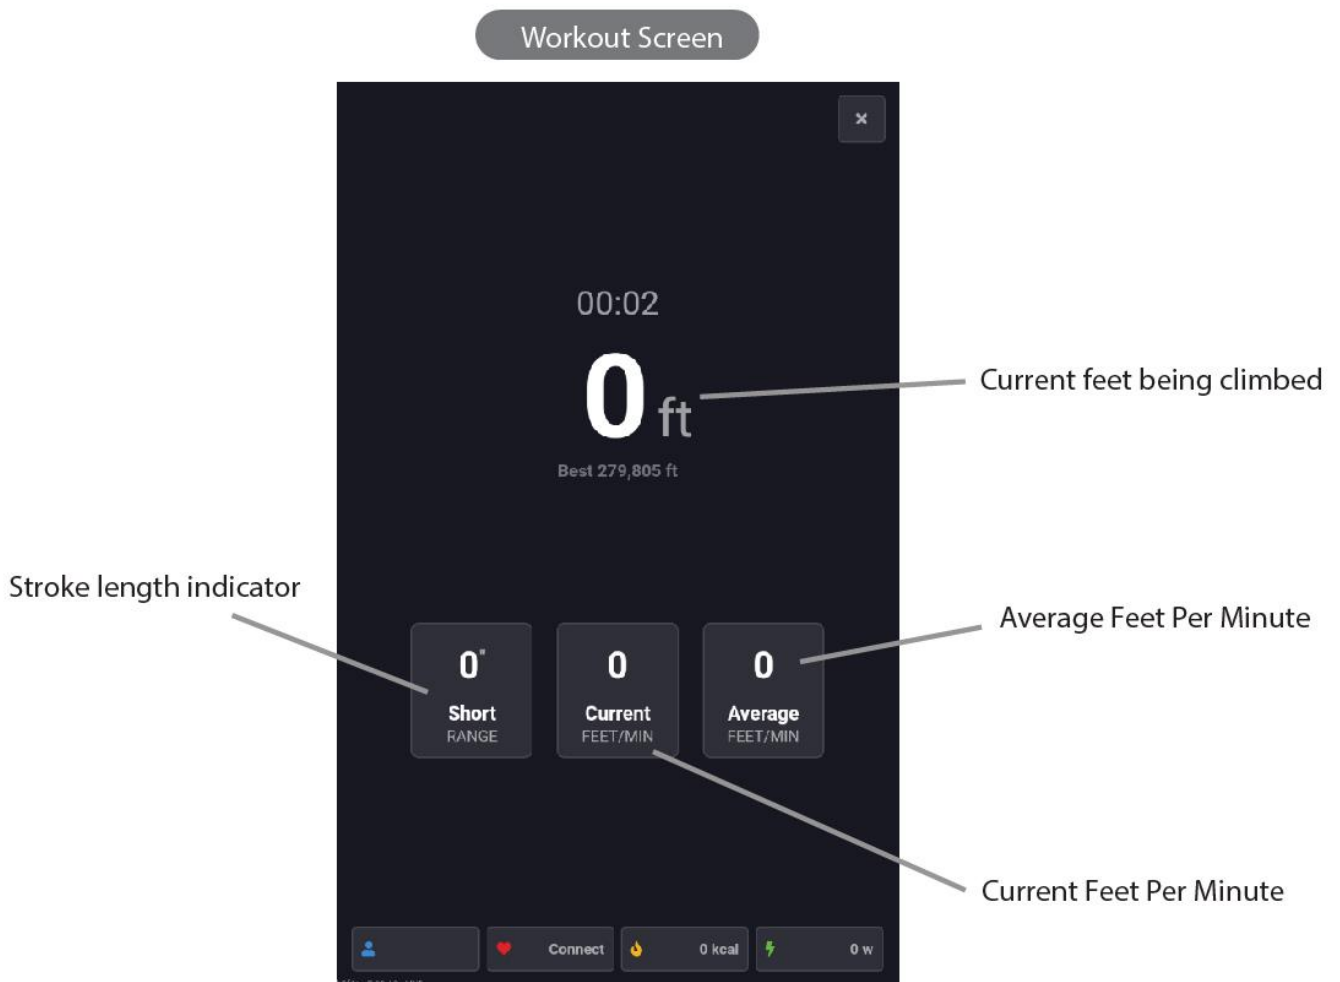 Workout Screen
×
00:02
0 ft
Current feet being climbed
Best 279,805 ft
Stroke length indicator
Average Feet Per Minute
0" 0 0
Short Current Average
RANGE FEET/MIN FEET/MIN
Current Feet Per Minute
Connect 0 kcal 0 w